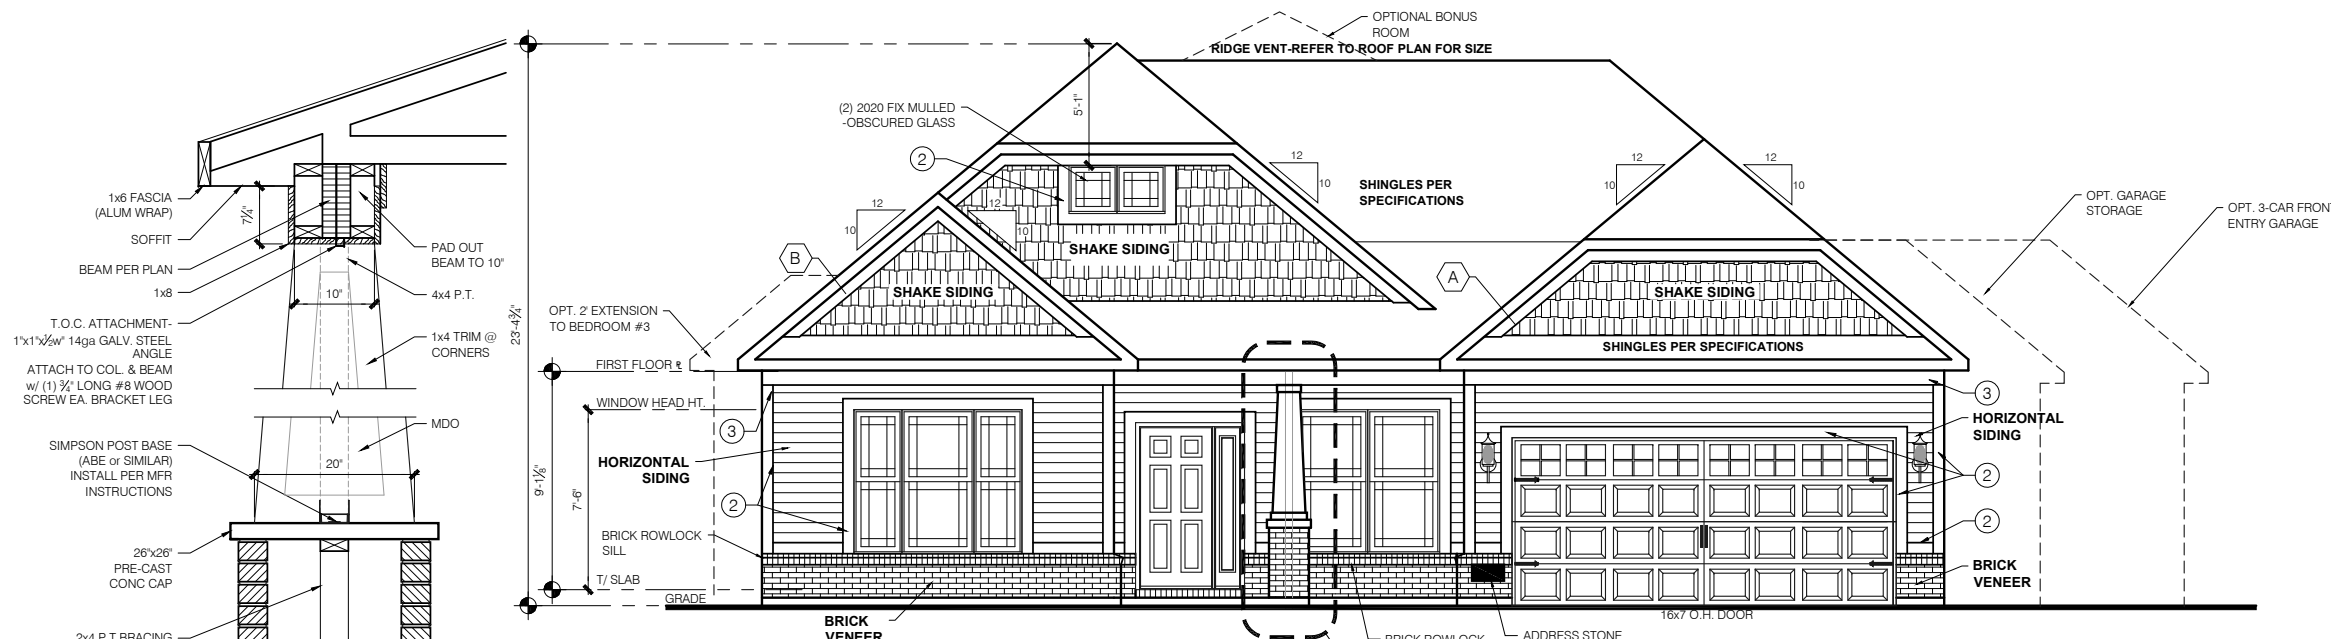 1x6 FASCIA
(ALUM WRAP)
7¼"
SOFFIT
BEAM PER PLAN
1x8
T.O.C. ATTACHMENT-
1"x1"x½w" 14ga GALV. STEEL
ANGLE
ATTACH TO COL. & BEAM
w/ (1) ¾" LONG #8 WOOD
SCREW EA. BRACKET LEG
SIMPSON POST BASE
(ABE or SIMILAR)
INSTALL PER MFR
INSTRUCTIONS
26"x26"
PRE-CAST
CONC CAP
2x4 P.T BRACING
PAD OUT
BEAM TO 10"
10"
4x4 P.T.
1x4 TRIM @
CORNERS
MDO
20"
23'-4¾"
9'-1⅛"
7'-6"
5'-1"
OPTIONAL BONUS
ROOM
RIDGE VENT-REFER TO ROOF PLAN FOR SIZE
(2) 2020 FIX MULLED
-OBSCURED GLASS
2
12
10
12
10
12
10
B
SHAKE SIDING
SHAKE SIDING
SHINGLES PER
SPECIFICATIONS
12
10
12
10
A
SHAKE SIDING
SHINGLES PER SPECIFICATIONS
OPT. GARAGE
STORAGE
OPT. 3-CAR FRON
ENTRY GARAGE
OPT. 2' EXTENSION
TO BEDROOM #3
FIRST FLOOR ℄
WINDOW HEAD HT.
3
HORIZONTAL
SIDING
2
BRICK ROWLOCK
SILL
T/ SLAB
GRADE
BRICK
VENEER
3
HORIZONTAL
SIDING
2
2
BRICK
VENEER
16x7 O.H. DOOR
BRICK ROWLOCK
ADDRESS STONE